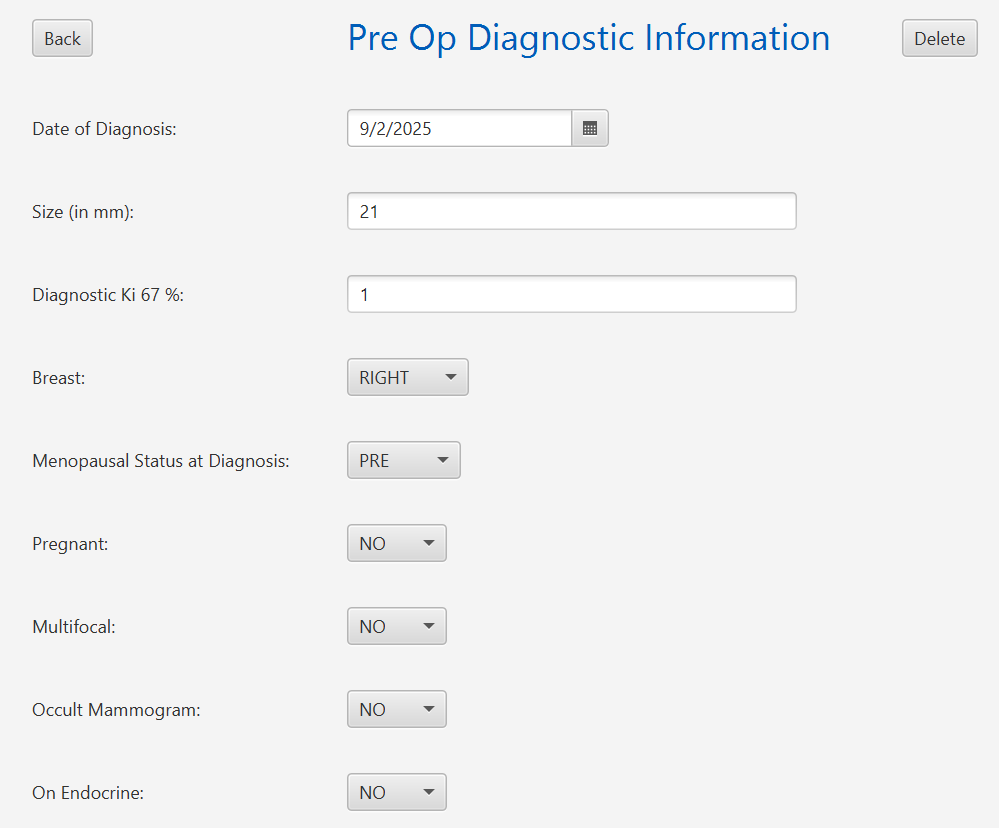 Back
Pre Op Diagnostic Information
Delete
Date of Diagnosis: 9/2/2025
Size (in mm): 21
Diagnostic Ki 67 %: 1
Breast: RIGHT
Menopausal Status at Diagnosis: PRE
Pregnant: NO
Multifocal: NO
Occult Mammogram: NO
On Endocrine: NO